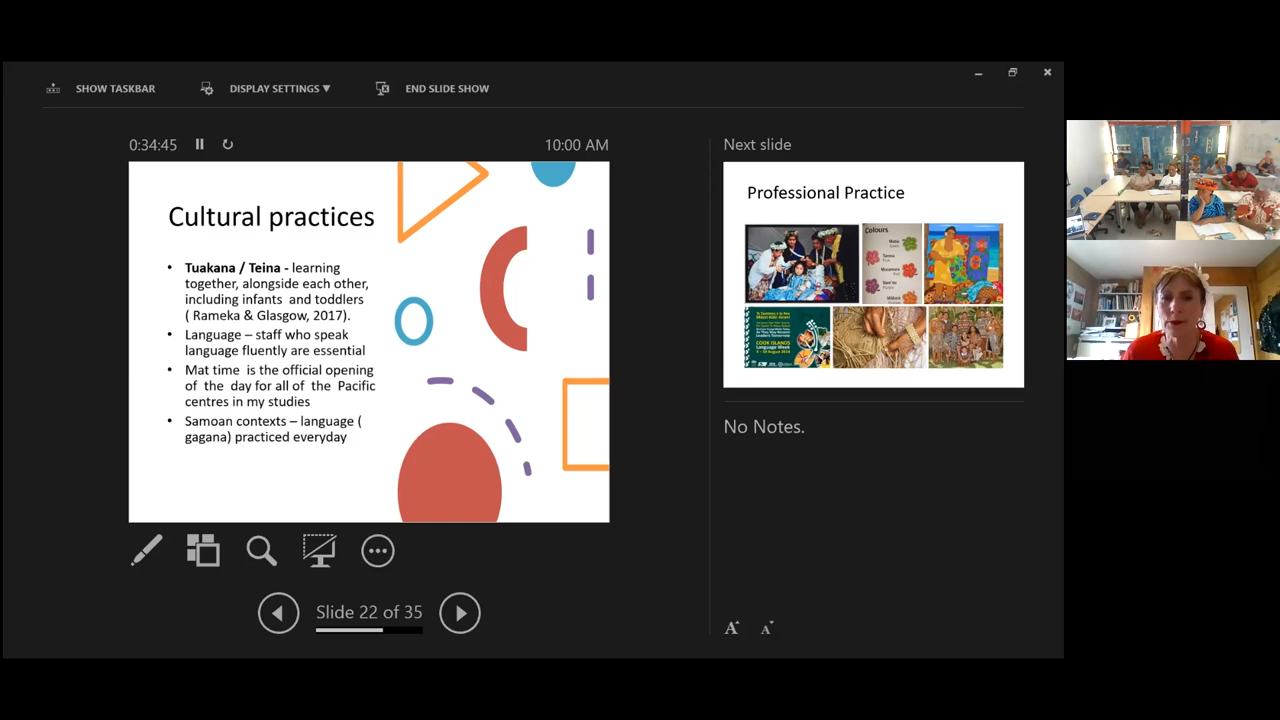 SHOW TASKBAR
DISPLAY SETTINGS ▼
END SLIDE SHOW
0:34:45
10:00 AM
Cultural practices
• Tuakana / Teina - learning
together, alongside each other,
including infants and toddlers
( Rameka & Glasgow, 2017).
• Language – staff who speak
language fluently are essential
• Mat time is the official opening
of the day for all of the Pacific
centres in my studies
• Samoan contexts – language (
gagana) practiced everyday
Slide 22 of 35
Next slide
Professional Practice
Colours
COOK ISLANDS
Language Week
No Notes.
A
A